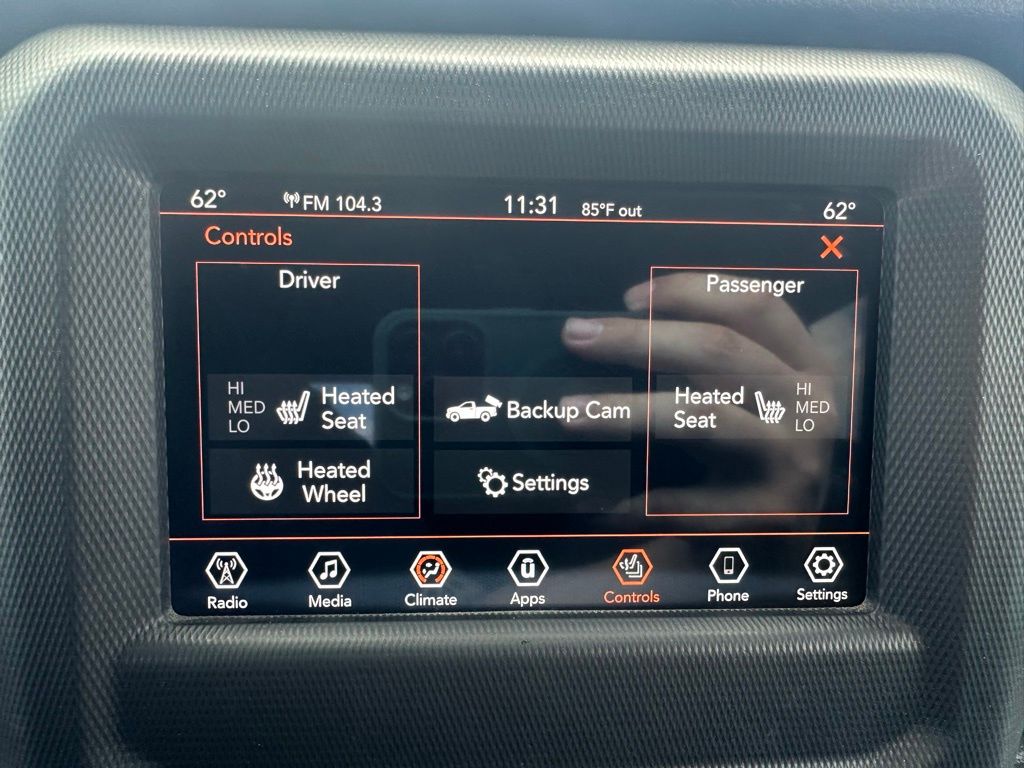 62° FM 104.3 11:31 85°F out 62°
Controls
Driver
HI
MED
LO
Heated
Seat
Heated
Wheel
Backup Cam
Settings
Passenger
Heated
Seat
HI
MED
LO
Radio Media Climate Apps Controls Phone Settings